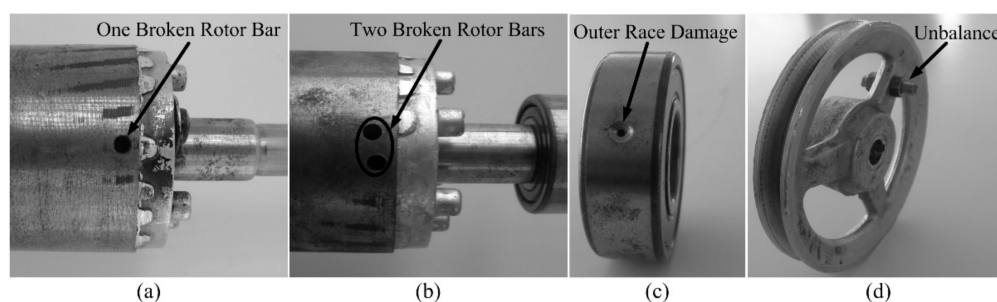 One Broken Rotor Bar
Two Broken Rotor Bars
Outer Race Damage
Unbalance
(a)
(b)
(c)
(d)